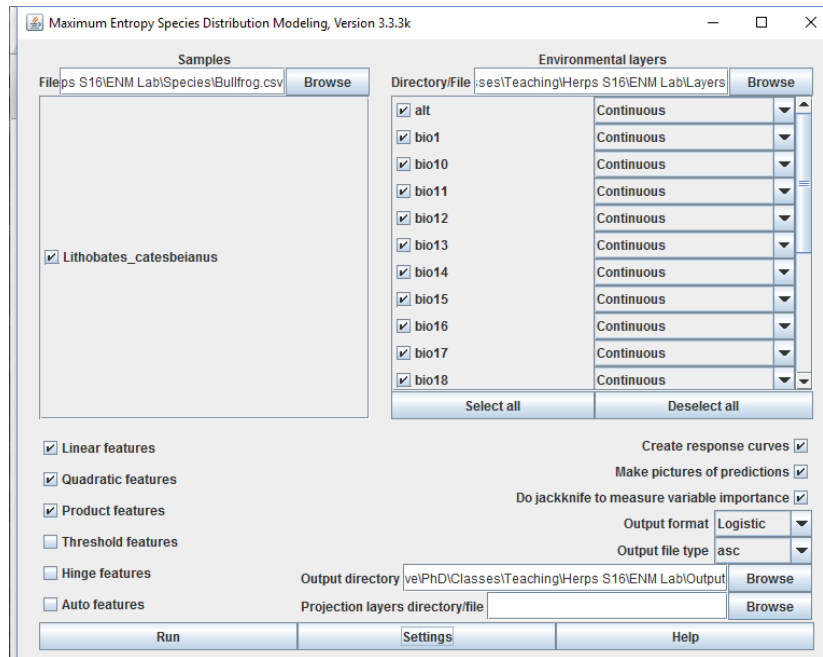 Maximum Entropy Species Distribution Modeling, Version 3.3.3k
Samples
File ps S16\ENM Lab\Species\Bullfrog.csv Browse
Lithobates_catesbeianus
Environmental layers
Directory/File ses\Teaching\Herps S16\ENM Lab\Layers Browse
alt Continuous
bio1 Continuous
bio10 Continuous
bio11 Continuous
bio12 Continuous
bio13 Continuous
bio14 Continuous
bio15 Continuous
bio16 Continuous
bio17 Continuous
bio18 Continuous
Select all Deselect all
Linear features
Quadratic features
Product features
Threshold features
Hinge features
Auto features
Create response curves
Make pictures of predictions
Do jackknife to measure variable importance
Output format Logistic
Output file type asc
Output directory ve\PhD\Classes\Teaching\Herps S16\ENM Lab\Output Browse
Projection layers directory/file Browse
Run Settings Help